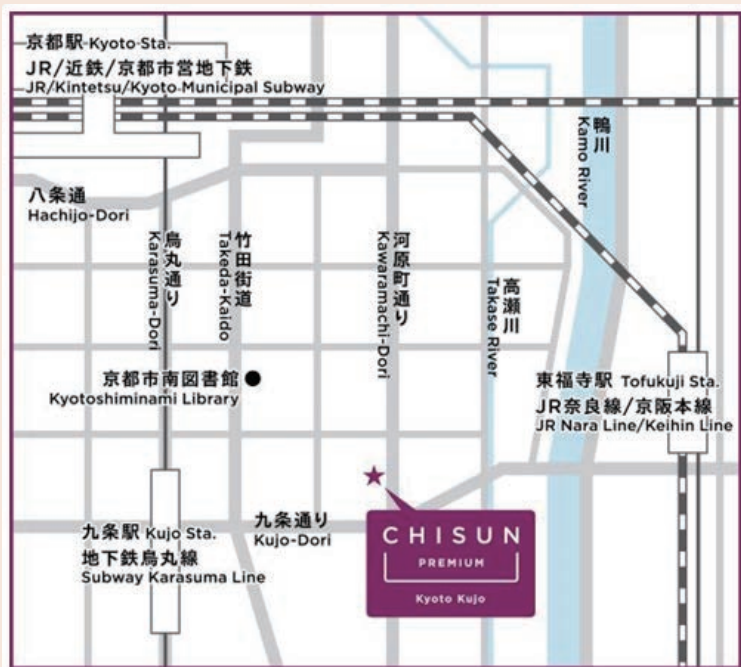 京都駅 Kyoto Sta.
JR/近鉄/京都市営地下鉄
JR/Kintetsu/Kyoto Municipal Subway
鴨川
Kamo River
八条通
Hachijo-Dori
烏丸通り
Karasuma-Dori
竹田街道
Takeda-Kaido
河原町通り
Kawaramachi-Dori
高瀬川
Takase River
京都市南図書館
Kyotoshiminami Library
東福寺駅 Tofukuji Sta.
JR奈良線/京阪本線
JR Nara Line/Keihin Line
九条駅 Kujo Sta.
地下鉄烏丸線
Subway Karasuma Line
九条通り
Kujo-Dori
CHISUN
PREMIUM
Kyoto Kujo